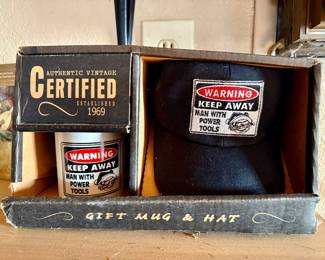 AUTHENTIC VINTAGE
CERTIFIED
ESTABLISHED
1969
WARNING
KEEP AWAY
MAN WITH
POWER
TOOLS
WARNING
KEEP AWAY
MAN WITH
POWER
TOOLS
GIFT MUG & HAT